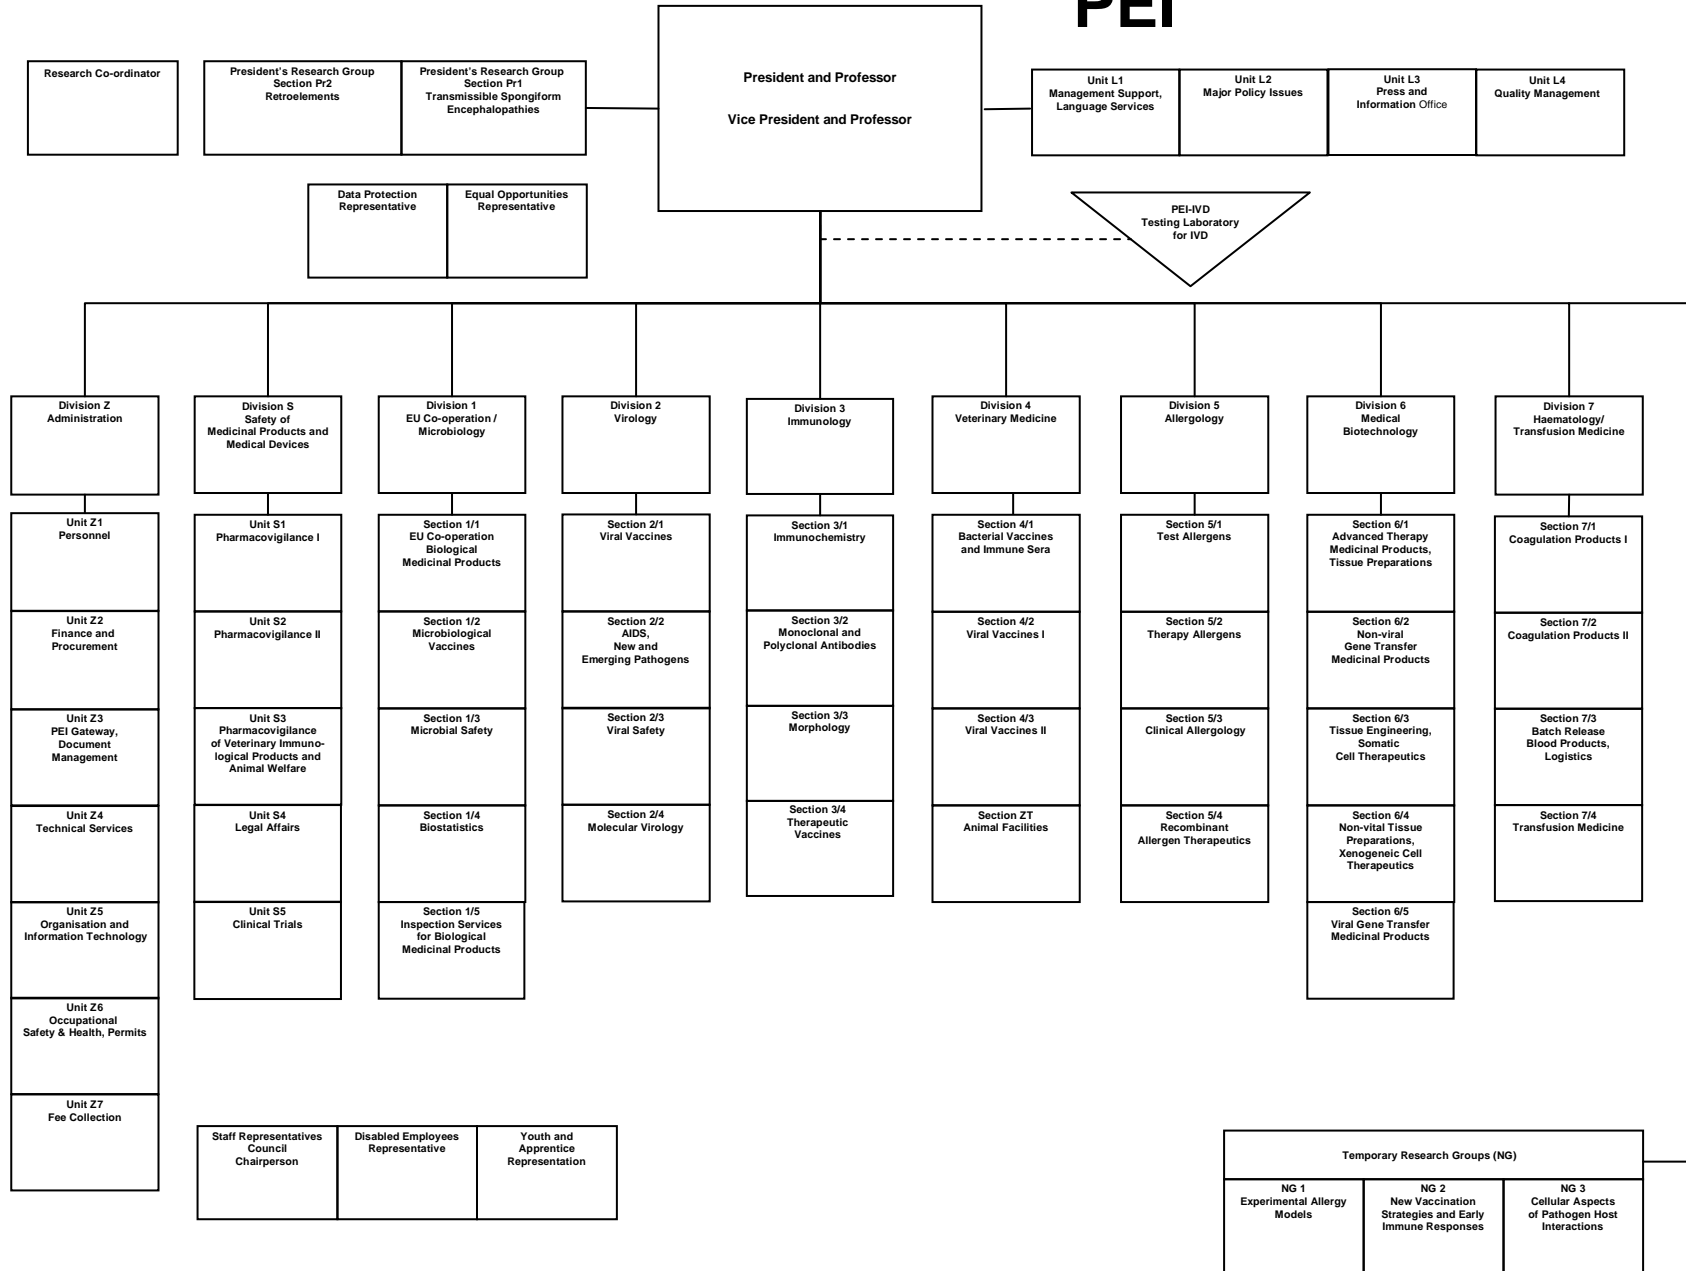 PEI
Research Co-ordinator
President's Research Group
Section Pr2
Retroelements
President's Research Group
Section Pr1
Transmissible Spongiform
Encephalopathies
President and Professor
Vice President and Professor
Unit L1
Management Support,
Language Services
Unit L2
Major Policy Issues
Unit L3
Press and
Information Office
Unit L4
Quality Management
Data Protection
Representative
Equal Opportunities
Representative
PEI-IVD
Testing Laboratory
for IVD
Division Z
Administration
Division S
Safety of
Medicinal Products and
Medical Devices
Division 1
EU Co-operation /
Microbiology
Division 2
Virology
Division 3
Immunology
Division 4
Veterinary Medicine
Division 5
Allergology
Division 6
Medical
Biotechnology
Division 7
Haematology/
Transfusion Medicine
Unit Z1
Personnel
Unit S1
Pharmacovigilance I
Section 1/1
EU Co-operation
Biological
Medicinal Products
Section 2/1
Viral Vaccines
Section 3/1
Immunochemistry
Section 4/1
Bacterial Vaccines
and Immune Sera
Section 5/1
Test Allergens
Section 6/1
Advanced Therapy
Medicinal Products,
Tissue Preparations
Section 7/1
Coagulation Products I
Unit Z2
Finance and
Procurement
Unit S2
Pharmacovigilance II
Section 1/2
Microbiological
Vaccines
Section 2/2
AIDS,
New and
Emerging Pathogens
Section 3/2
Monoclonal and
Polyclonal Antibodies
Section 4/2
Viral Vaccines I
Section 5/2
Therapy Allergens
Section 6/2
Non-viral
Gene Transfer
Medicinal Products
Section 7/2
Coagulation Products II
Unit Z3
PEI Gateway,
Document
Management
Unit S3
Pharmacovigilance
of Veterinary Immuno-
logical Products and
Animal Welfare
Section 1/3
Microbial Safety
Section 2/3
Viral Safety
Section 3/3
Morphology
Section 4/3
Viral Vaccines II
Section 5/3
Clinical Allergology
Section 6/3
Tissue Engineering,
Somatic
Cell Therapeutics
Section 7/3
Batch Release
Blood Products,
Logistics
Unit Z4
Technical Services
Unit S4
Legal Affairs
Section 1/4
Biostatistics
Section 2/4
Molecular Virology
Section 3/4
Therapeutic
Vaccines
Section ZT
Animal Facilities
Section 5/4
Recombinant
Allergen Therapeutics
Section 6/4
Non-vital Tissue
Preparations,
Xenogeneic Cell
Therapeutics
Section 7/4
Transfusion Medicine
Unit Z5
Organisation and
Information Technology
Unit S5
Clinical Trials
Section 1/5
Inspection Services
for Biological
Medicinal Products
Section 6/5
Viral Gene Transfer
Medicinal Products
Unit Z6
Occupational
Safety & Health, Permits
Unit Z7
Fee Collection
Staff Representatives
Council
Chairperson
Disabled Employees
Representative
Youth and
Apprentice
Representation
Temporary Research Groups (NG)
NG 1
Experimental Allergy
Models
NG 2
New Vaccination
Strategies and Early
Immune Responses
NG 3
Cellular Aspects
of Pathogen Host
Interactions